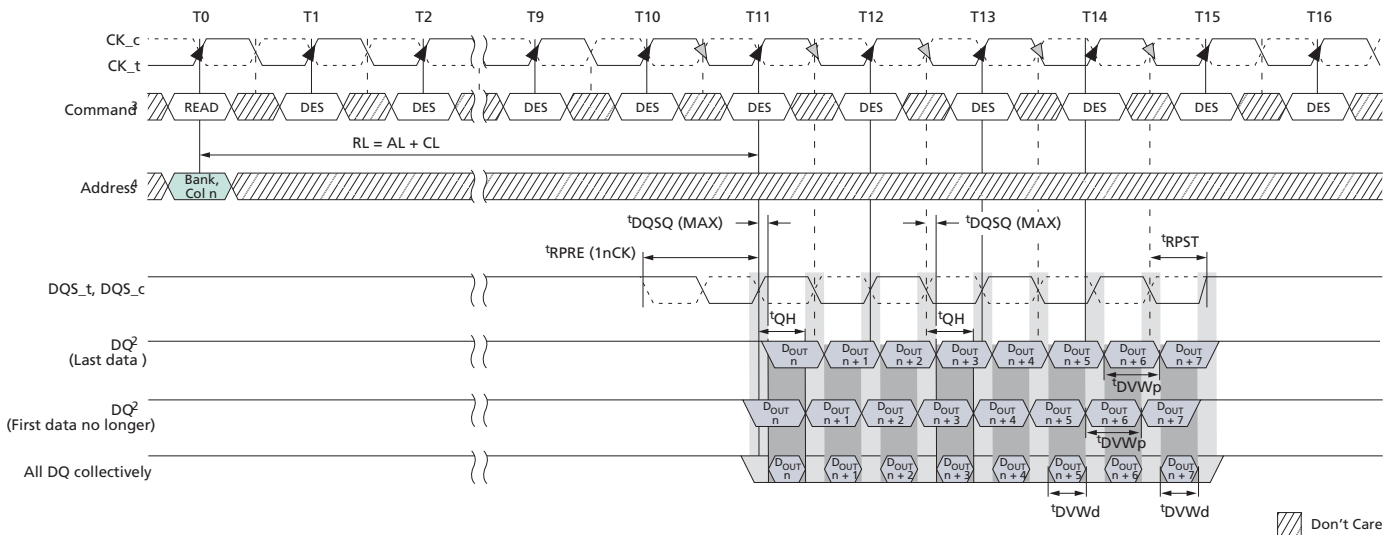 T0 T1 T2 T9 T10 T11 T12 T13 T14 T15 T16
CK_c
CK_t
Command3 READ DES DES DES DES DES DES DES DES DES DES
RL = AL + CL
Address4 Bank,
Col n
tDQSQ (MAX) tDQSQ (MAX)
tRPRE (1nCK) tRPST
DQS_t, DQS_c
tQH tQH
DQ2
(Last data )
DOUT n DOUT n + 1 DOUT n + 2 DOUT n + 3 DOUT n + 4 DOUT n + 5 DOUT n + 6 DOUT n + 7
tDVWp
DQ2
(First data no longer)
DOUT n DOUT n + 1 DOUT n + 2 DOUT n + 3 DOUT n + 4 DOUT n + 5 DOUT n + 6 DOUT n + 7
tDVWp
All DQ collectively
DOUT n DOUT n + 1 DOUT n + 2 DOUT n + 3 DOUT n + 4 DOUT n + 5 DOUT n + 6 DOUT n + 7
tDVWd tDVWd
Don't Care